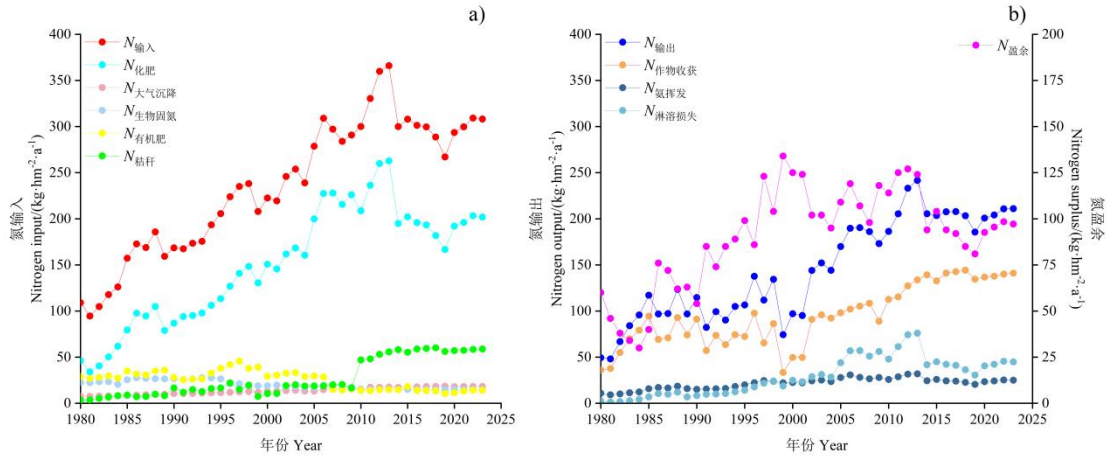 a)
N输入
N化肥
N大气沉降
N生物固氮
N有机肥
N秸秆
氮输入
Nitrogen input/(kg·hm⁻²·a⁻¹)
400
350
300
250
200
150
100
50
0
1980 1985 1990 1995 2000 2005 2010 2015 2020 2025
年份 Year
b)
N输出
N作物收获
N氨挥发
N淋溶损失
N盈余
氮输出
Nitrogen output/(kg·hm⁻²·a⁻¹)
400
350
300
250
200
150
100
50
0
200
175
150
125
100
75
50
25
0
氮盈余
Nitrogen surplus/(kg·hm⁻²·a⁻¹)
1980 1985 1990 1995 2000 2005 2010 2015 2020 2025
年份 Year